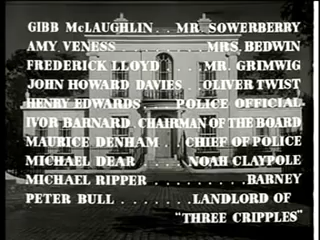 GIBB McLAUGHLIN . . MR. SOWERBERRY
AMY VENESS . . . . . . . . . MRS. BEDWIN
FREDERICK LLOYD . . . . MR. GRIMWIG
JOHN HOWARD DAVIES . . OLIVER TWIST
HENRY EDWARDS . . . POLICE OFFICIAL
IVOR BARNARD CHAIRMAN OF THE BOARD
MAURICE DENHAM . . CHIEF OF POLICE
MICHAEL DEAR . . . . . NOAH CLAYPOLE
MICHAEL RIPPER . . . . . . . . . BARNEY
PETER BULL . . . . . . LANDLORD OF
"THREE CRIPPLES"